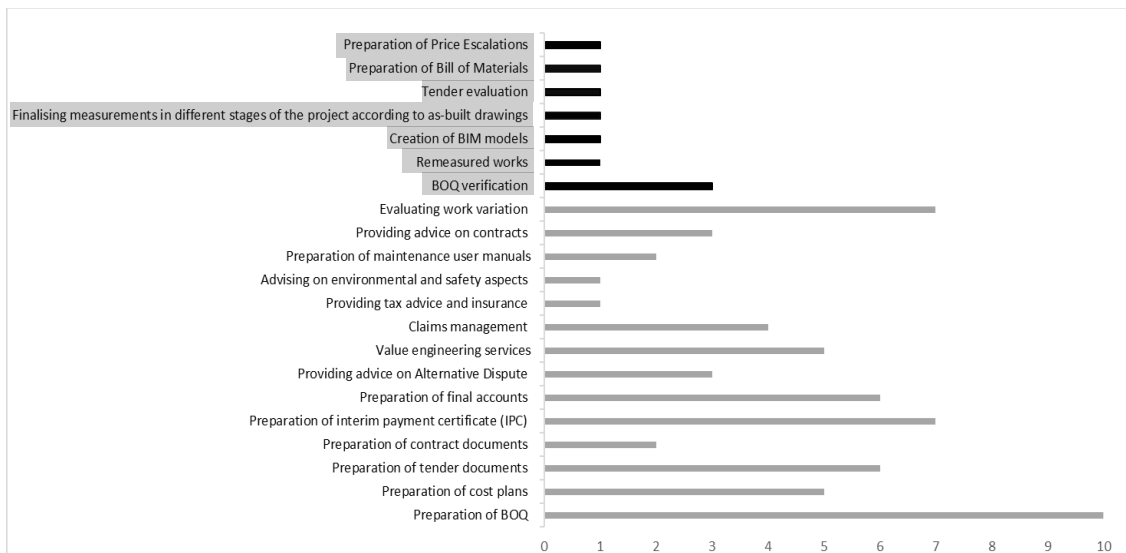 Preparation of Price Escalations
Preparation of Bill of Materials
Tender evaluation
Finalising measurements in different stages of the project according to as-built drawings
Creation of BIM models
Remeasured works
BOQ verification
Evaluating work variation
Providing advice on contracts
Preparation of maintenance user manuals
Advising on environmental and safety aspects
Providing tax advice and insurance
Claims management
Value engineering services
Providing advice on Alternative Dispute
Preparation of final accounts
Preparation of interim payment certificate (IPC)
Preparation of contract documents
Preparation of tender documents
Preparation of cost plans
Preparation of BOQ
0 1 2 3 4 5 6 7 8 9 10